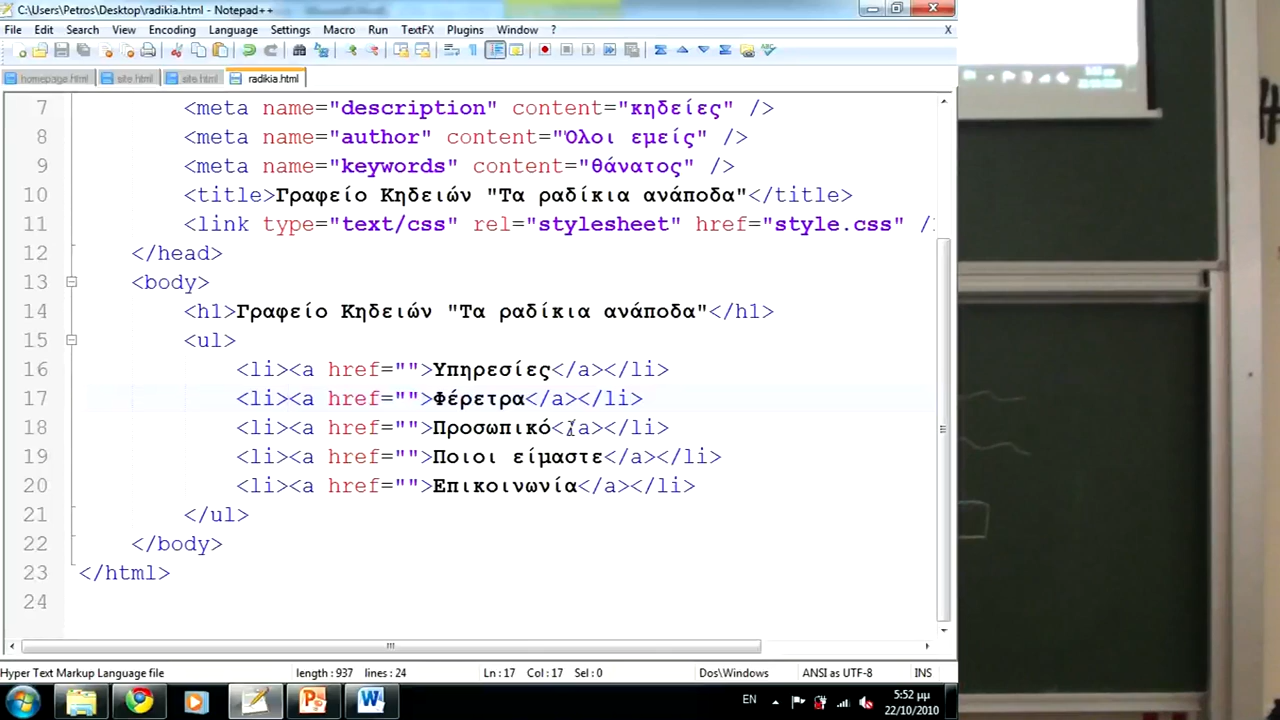 C:\Users\Petros\Desktop\radikia.html - Notepad++
File Edit Search View Encoding Language Settings Macro Run TextFX Plugins Window ? X
homepage.html site.html site.html radikia.html
7 <meta name="description" content="κηδείες" />
8 <meta name="author" content="Όλοι εμείς" />
9 <meta name="keywords" content="θάνατος" />
10 <title>Γραφείο Κηδειών "Τα ραδίκια ανάποδα"</title>
11 <link type="text/css" rel="stylesheet" href="style.css" /
12 </head>
13 <body>
14 <h1>Γραφείο Κηδειών "Τα ραδίκια ανάποδα"</h1>
15 <ul>
16 <li><a href="">Υπηρεσίες</a></li>
17 <li><a href="">Φέρετρα</a></li>
18 <li><a href="">Προσωπικό</a></li>
19 <li><a href="">Ποιοι είμαστε</a></li>
20 <li><a href="">Επικοινωνία</a></li>
21 </ul>
22 </body>
23 </html>
24
Hyper Text Markup Language file length : 937 lines : 24 Ln : 17 Col : 17 Sel : 0 Dos\Windows ANSI as UTF-8 INS
EN 5:52 μμ
22/10/2010